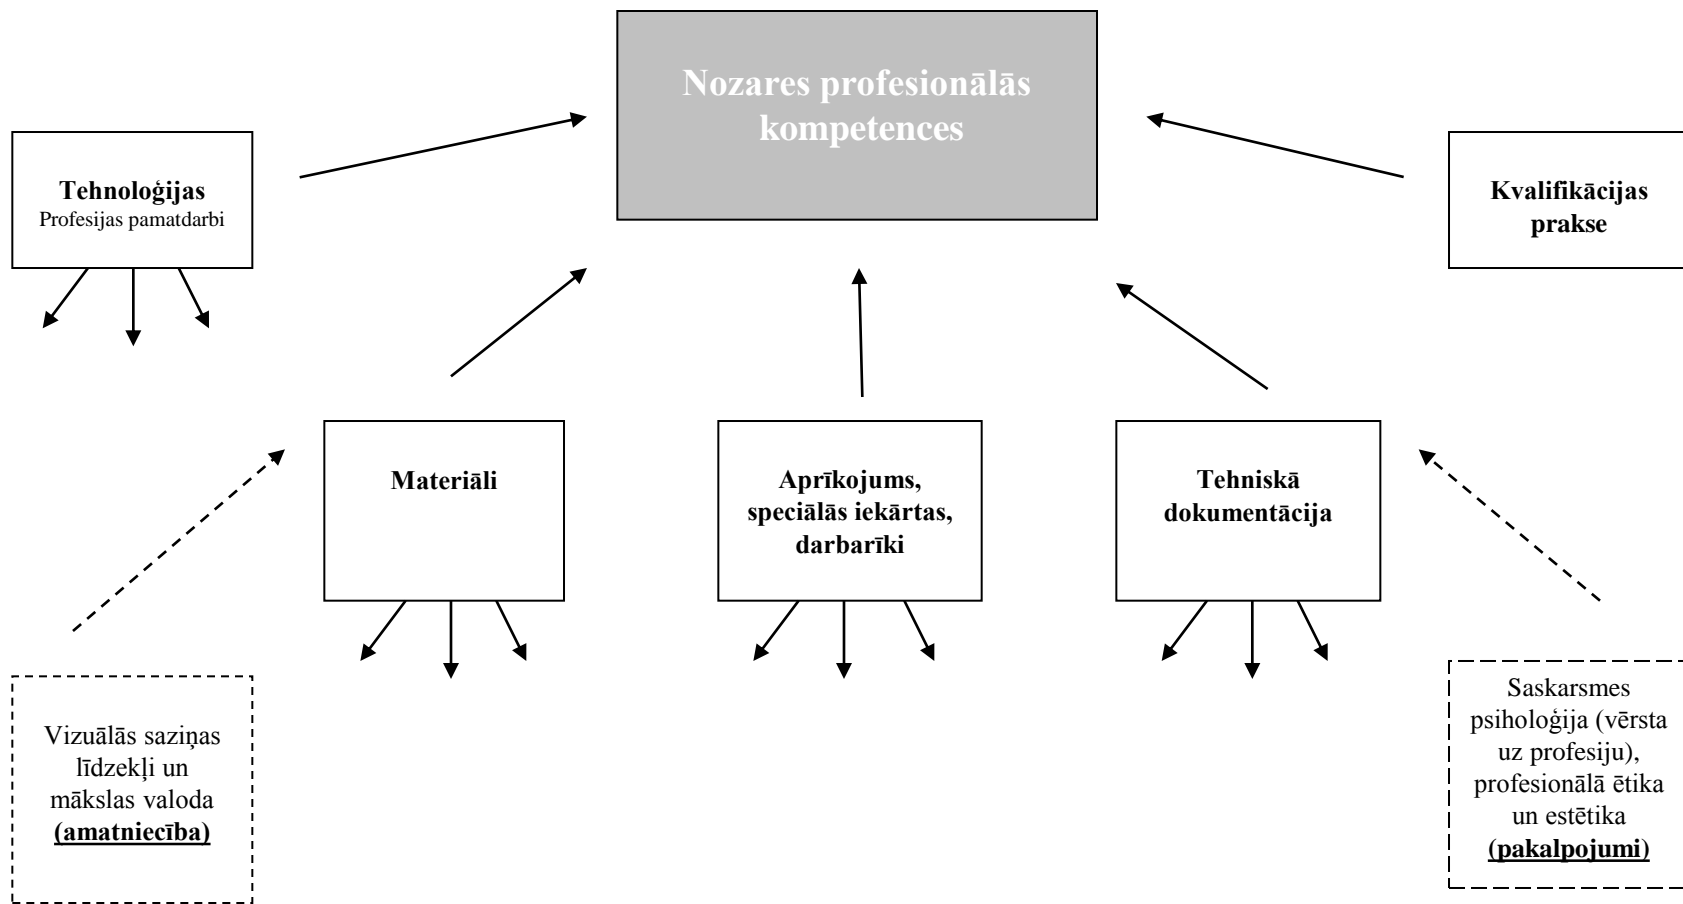 Nozares profesionālās
kompetences
Tehnoloģijas
Profesijas pamatdarbi
Kvalifikācijas
prakse
Materiāli
Aprīkojums,
speciālās iekārtas,
darbarīki
Tehniskā
dokumentācija
Vizuālās saziņas
līdzekļi un
mākslas valoda
(amatniecība)
Saskarsmes
psiholoģija (vērsta
uz profesiju),
profesionālā ētika
un estētika
(pakalpojumi)